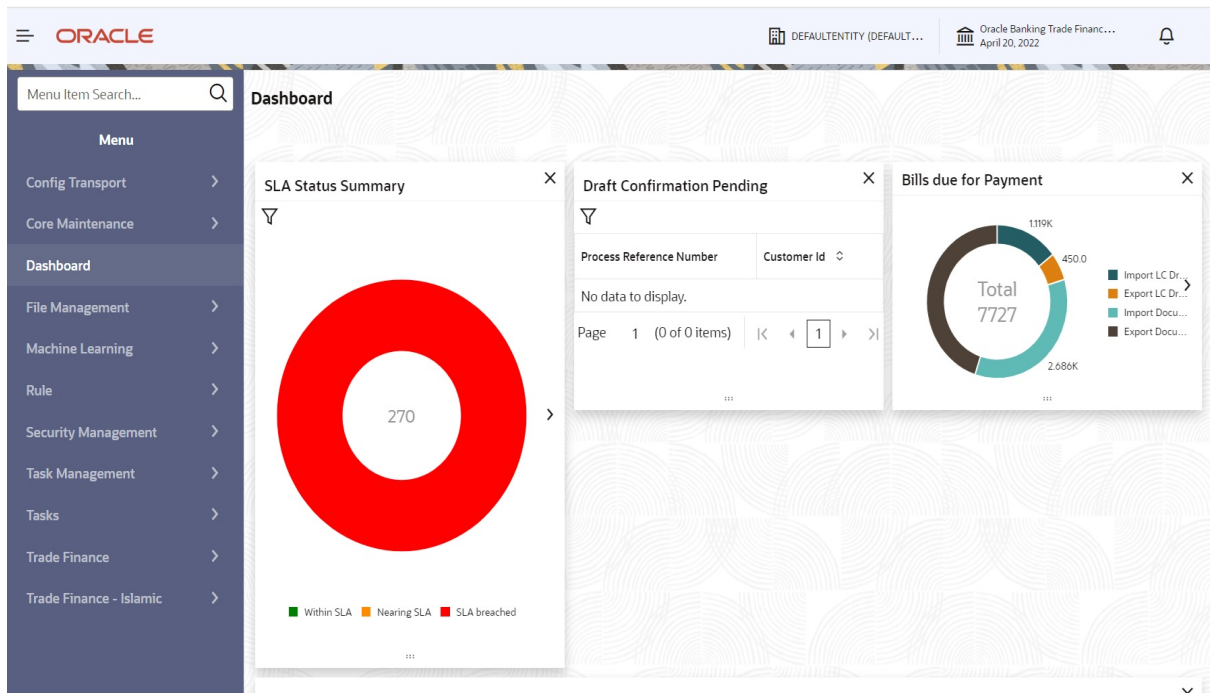 ORACLE
DEFAULTENTITY (DEFAULT...
Oracle Banking Trade Financ...
April 20, 2022
Menu Item Search...
Menu
Config Transport
Core Maintenance
Dashboard
File Management
Machine Learning
Rule
Security Management
Task Management
Tasks
Trade Finance
Trade Finance - Islamic
Dashboard
SLA Status Summary
270
Within SLA Nearing SLA SLA breached
Draft Confirmation Pending
Process Reference Number Customer Id
No data to display.
Page 1 (0 of 0 items) 1
Bills due for Payment
1.119K
450.0
Total
7727
2.686K
Import LC Dr...
Export LC Dr...
Import Docu...
Export Docu...